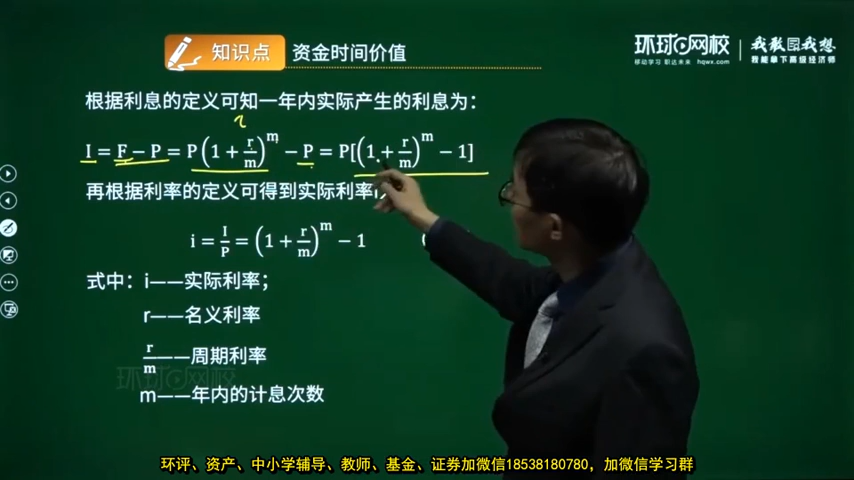 知识点 资金时间价值
环球网校 | 我敢因我想
移动学习 职达未来 hqwx.com 我能拿下高级经济师
根据利息的定义可知一年内实际产生的利息为：
I = F − P = P(1 + r/m)^m − P = P[(1 + r/m)^m − 1]
再根据利率的定义可得到实际利率
i = I/P = (1 + r/m)^m − 1
式中：i——实际利率；
r——名义利率
r/m——周期利率
环球网校
m——年内的计息次数
环评、资产、中小学辅导、教师、基金、证券加微信18538180780，加微信学习群